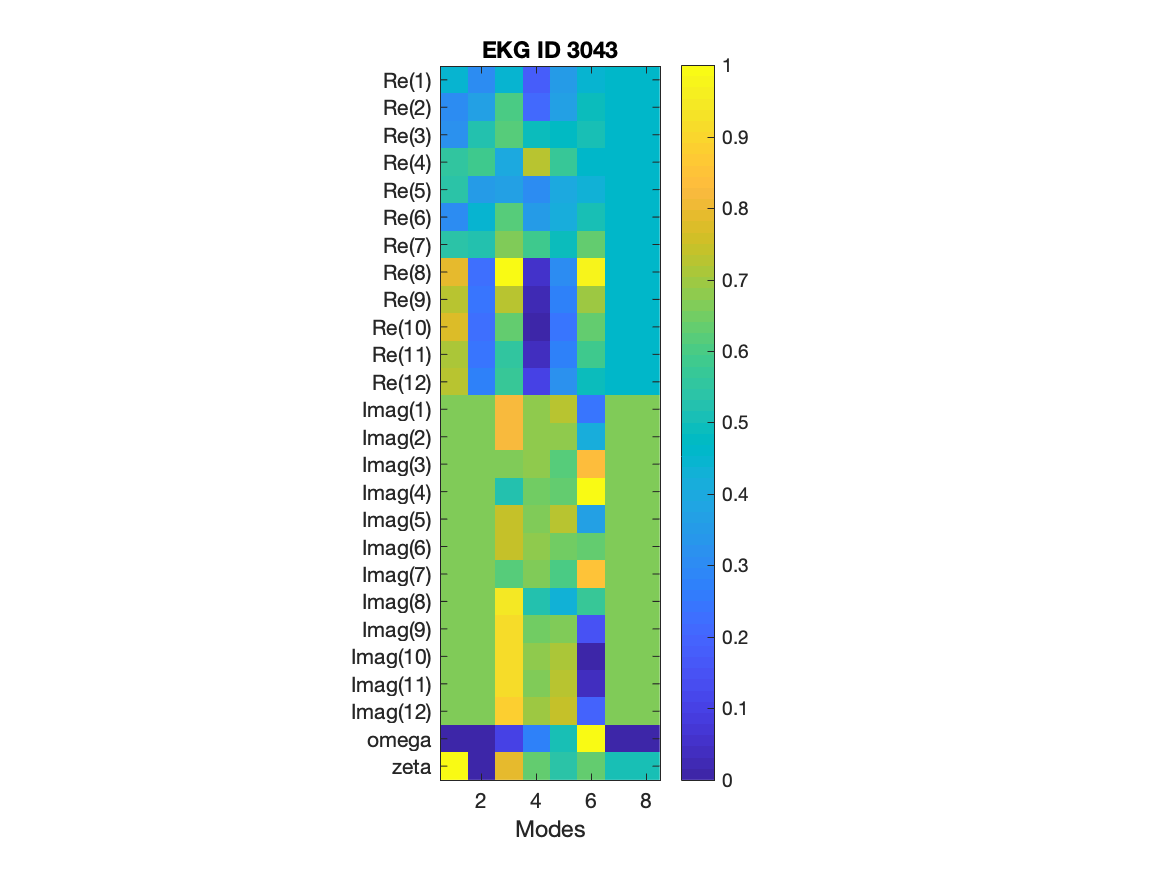 EKG ID 3043
Re(1)
Re(2)
Re(3)
Re(4)
Re(5)
Re(6)
Re(7)
Re(8)
Re(9)
Re(10)
Re(11)
Re(12)
Imag(1)
Imag(2)
Imag(3)
Imag(4)
Imag(5)
Imag(6)
Imag(7)
Imag(8)
Imag(9)
Imag(10)
Imag(11)
Imag(12)
omega
zeta
2 4 6 8
Modes
1
0.9
0.8
0.7
0.6
0.5
0.4
0.3
0.2
0.1
0